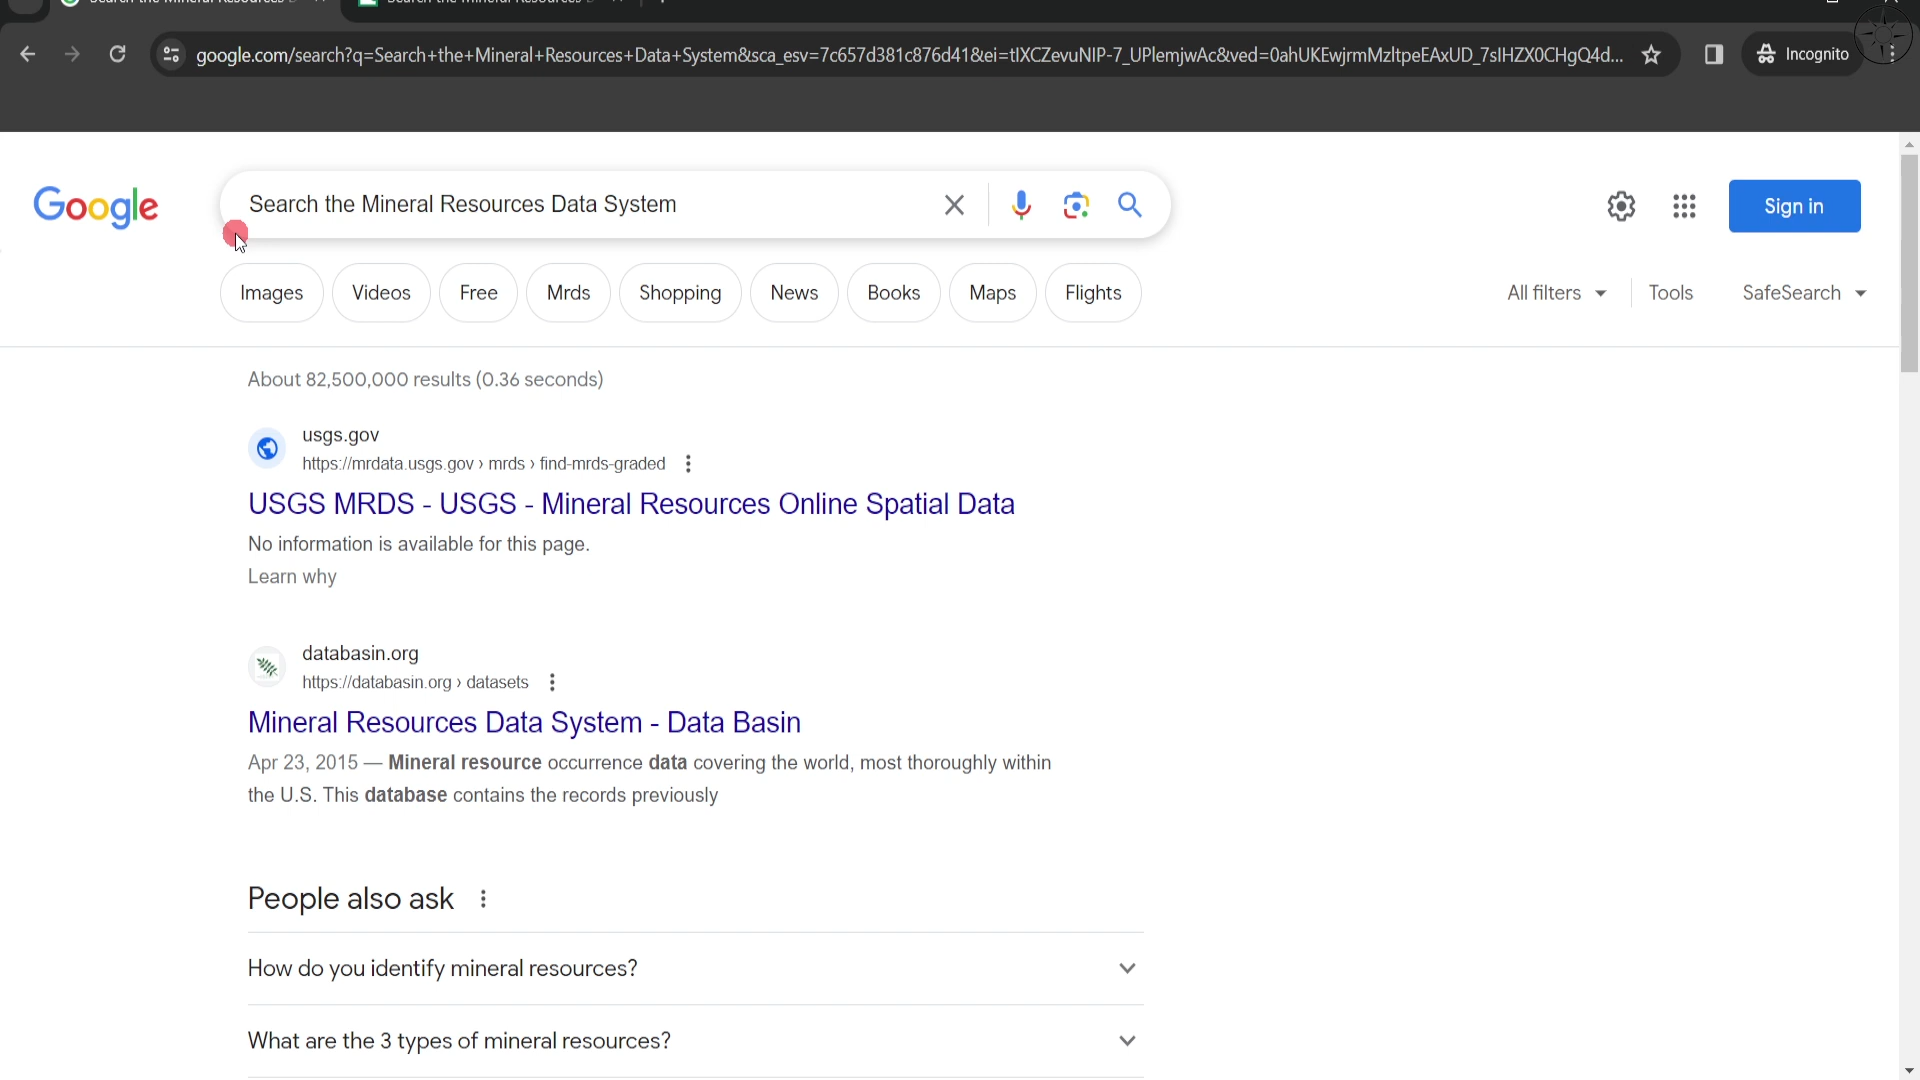 google.com/search?q=Search+the+Mineral+Resources+Data+System&sca_esv=7c657d381c876d41&ei=tIXCZevuNIP-7_UPlemjwAc&ved=0ahUKEwjrmMzltpeEAxUD_7sIHZX0CHgQ4d...
Incognito
Google
Search the Mineral Resources Data System
Sign in
Images
Videos
Free
Mrds
Shopping
News
Books
Maps
Flights
All filters
Tools
SafeSearch
About 82,500,000 results (0.36 seconds)
usgs.gov
https://mrdata.usgs.gov › mrds › find-mrds-graded
USGS MRDS - USGS - Mineral Resources Online Spatial Data
No information is available for this page.
Learn why
databasin.org
https://databasin.org › datasets
Mineral Resources Data System - Data Basin
Apr 23, 2015 — Mineral resource occurrence data covering the world, most thoroughly within
the U.S. This database contains the records previously
People also ask
How do you identify mineral resources?
What are the 3 types of mineral resources?